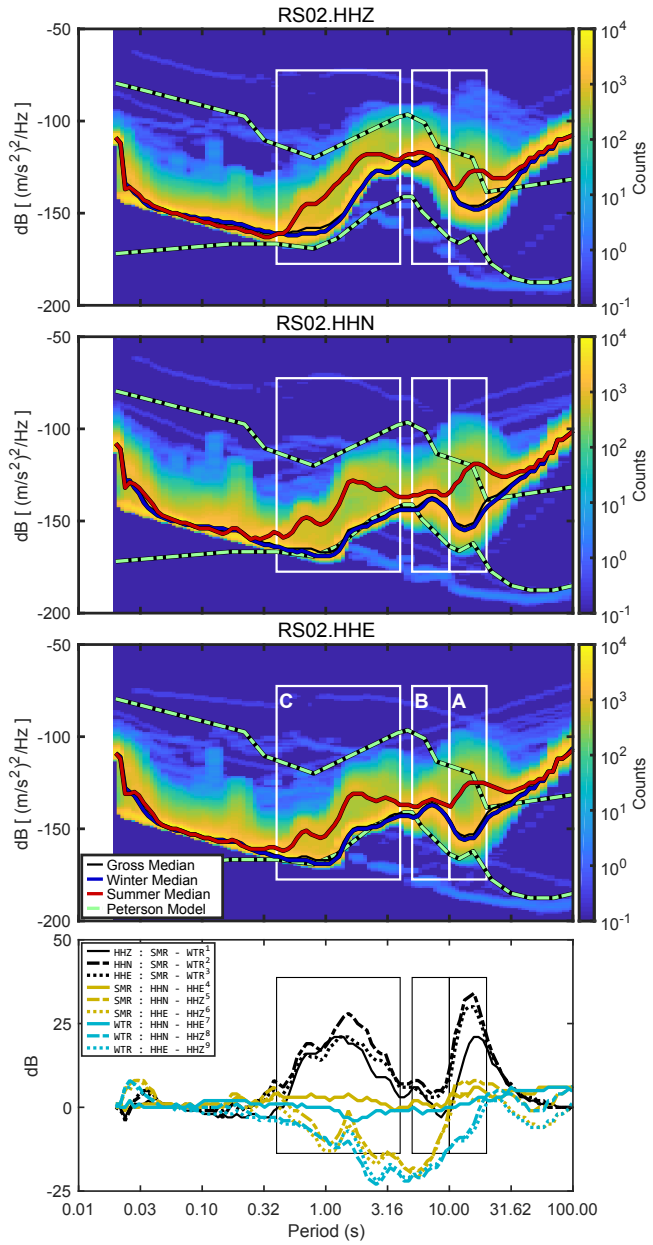 RS02.HHZ
-50
-100
-150
-200
dB [ (m/s²)²/Hz]
10⁴
10³
10²
10¹
10⁰
10⁻¹
Counts
RS02.HHN
-50
-100
-150
-200
dB [ (m/s²)²/Hz]
10⁴
10³
10²
10¹
10⁰
10⁻¹
Counts
RS02.HHE
-50
-100
-150
-200
dB [ (m/s²)²/Hz]
C B A
Gross Median
Winter Median
Summer Median
Peterson Model
10⁴
10³
10²
10¹
10⁰
10⁻¹
Counts
50
25
0
-25
dB
HHZ : SMR - WTR¹
HHN : SMR - WTR²
HHE : SMR - WTR³
SMR : HHN - HHE⁴
SMR : HHN - HHZ⁵
SMR : HHE - HHZ⁶
WTR : HHN - HHE⁷
WTR : HHN - HHZ⁸
WTR : HHE - HHZ⁹
0.01 0.03 0.10 0.32 1.00 3.16 10.00 31.62 100.00
Period (s)